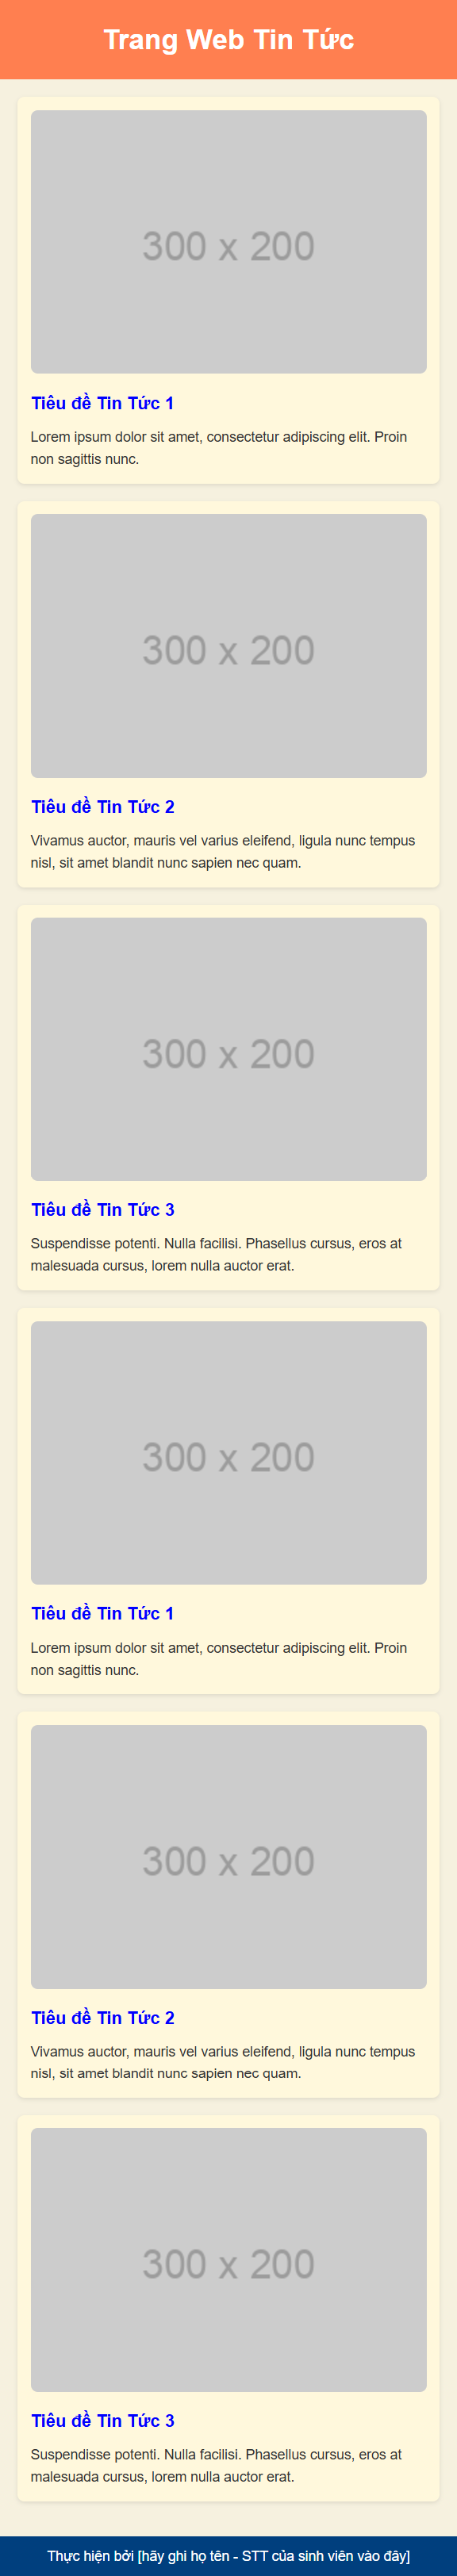 Trang Web Tin Tức
300 x 200
Tiêu đề Tin Tức 1
Lorem ipsum dolor sit amet, consectetur adipiscing elit. Proin
non sagittis nunc.
300 x 200
Tiêu đề Tin Tức 2
Vivamus auctor, mauris vel varius eleifend, ligula nunc tempus
nisl, sit amet blandit nunc sapien nec quam.
300 x 200
Tiêu đề Tin Tức 3
Suspendisse potenti. Nulla facilisi. Phasellus cursus, eros at
malesuada cursus, lorem nulla auctor erat.
300 x 200
Tiêu đề Tin Tức 1
Lorem ipsum dolor sit amet, consectetur adipiscing elit. Proin
non sagittis nunc.
300 x 200
Tiêu đề Tin Tức 2
Vivamus auctor, mauris vel varius eleifend, ligula nunc tempus
nisl, sit amet blandit nunc sapien nec quam.
300 x 200
Tiêu đề Tin Tức 3
Suspendisse potenti. Nulla facilisi. Phasellus cursus, eros at
malesuada cursus, lorem nulla auctor erat.
Thực hiện bởi [hãy ghi họ tên - STT của sinh viên vào đây]